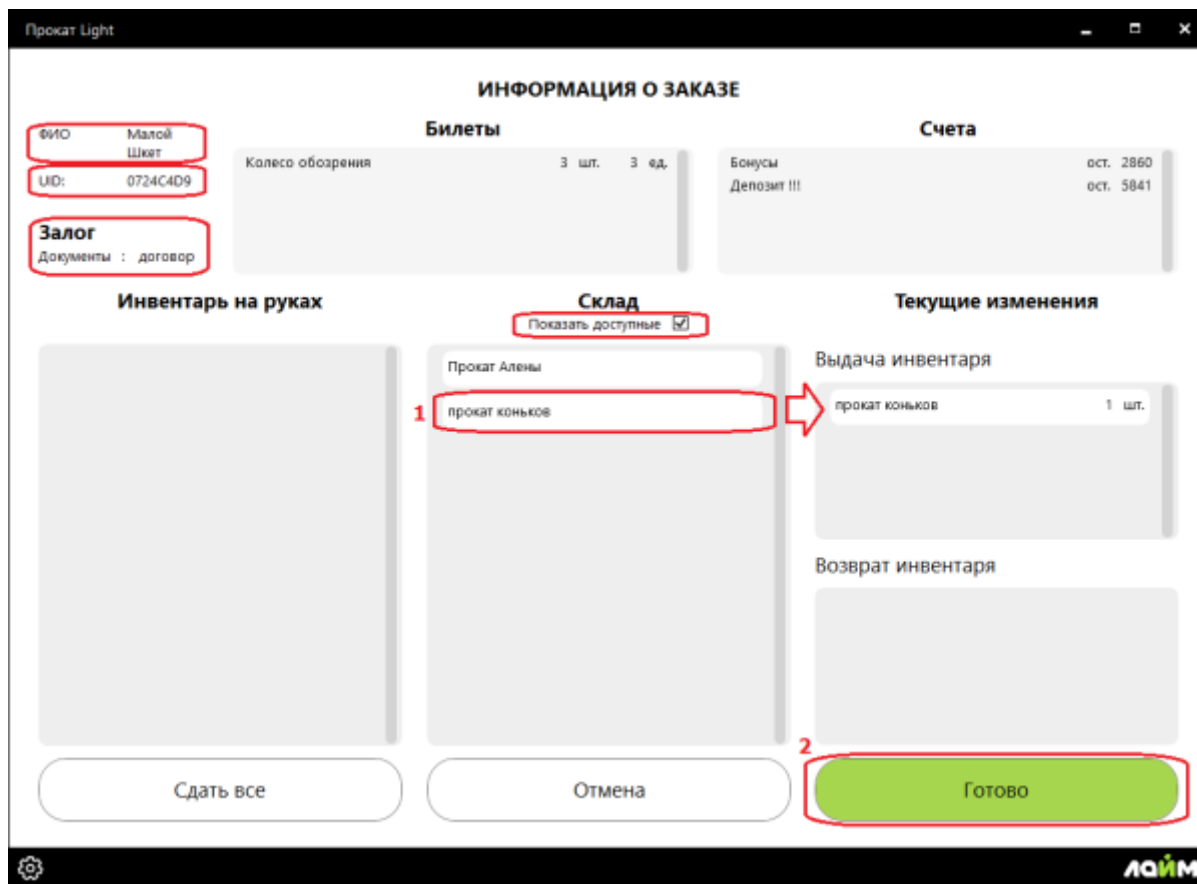 Прокат Light
ИНФОРМАЦИЯ О ЗАКАЗЕ
ФИО Малой
Шкет
UID: 0724C4D9
Залог
Документы : договор
Билеты
Колесо обозрения 3 шт. 3 ед.
Счета
Бонусы ост. 2860
Депозит !!! ост. 5841
Инвентарь на руках
Склад
Показать доступные
Прокат Алены
1 прокат коньков
Текущие изменения
Выдача инвентаря
прокат коньков 1 шт.
Возврат инвентаря
Сдать все
Отмена
2
Готово
лайм